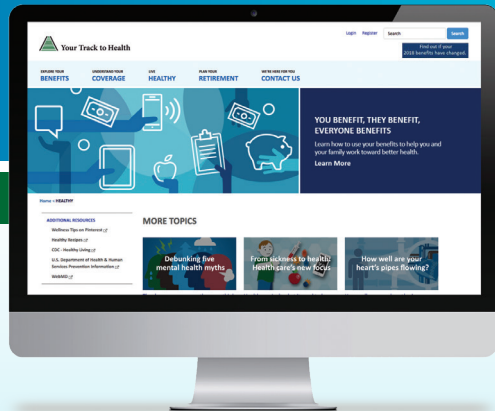 Login Register Search Search
Your Track to Health
Find out if your
2018 benefits have changed.
EXPLORE YOUR
BENEFITS
UNDERSTAND YOUR
COVERAGE
LIVE
HEALTHY
PLAN YOUR
RETIREMENT
WE'RE HERE FOR YOU
CONTACT US
YOU BENEFIT, THEY BENEFIT,
EVERYONE BENEFITS
Learn how to use your benefits to help you and
your family work toward better health.
Learn More
Home » HEALTHY
ADDITIONAL RESOURCES
Wellness Tips on Pinterest
Healthy Recipes
CDC - Healthy Living
U.S. Department of Health & Human
Services Prevention Information
WebMD
MORE TOPICS
Debunking five
mental health myths
From sickness to health:
Health care's new focus
How well are your
heart's pipes flowing?